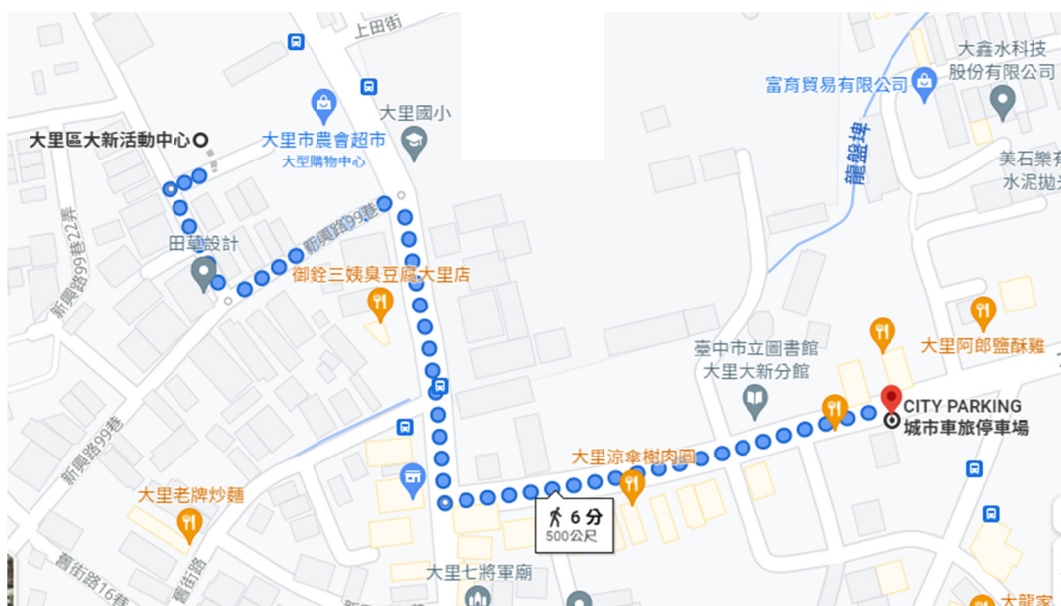 上田街
大鑫水科技
股份有限公司
富育貿易有限公司
大里國小
大里區大新活動中心
大里市農會超市
大型購物中心
龍盤埤
美石樂有
水泥拋光
新興路99巷22弄
新興路99巷
田草設計
御銓三姨臭豆腐大里店
臺中市立圖書館
大里大新分館
大里阿郎鹽酥雞
CITY PARKING
城市車旅停車場
新興路99巷
大里涼傘樹肉圓
大里老牌炒麵
6 分
500公尺
舊街路16巷
舊街路
大里七將軍廟
大龍家